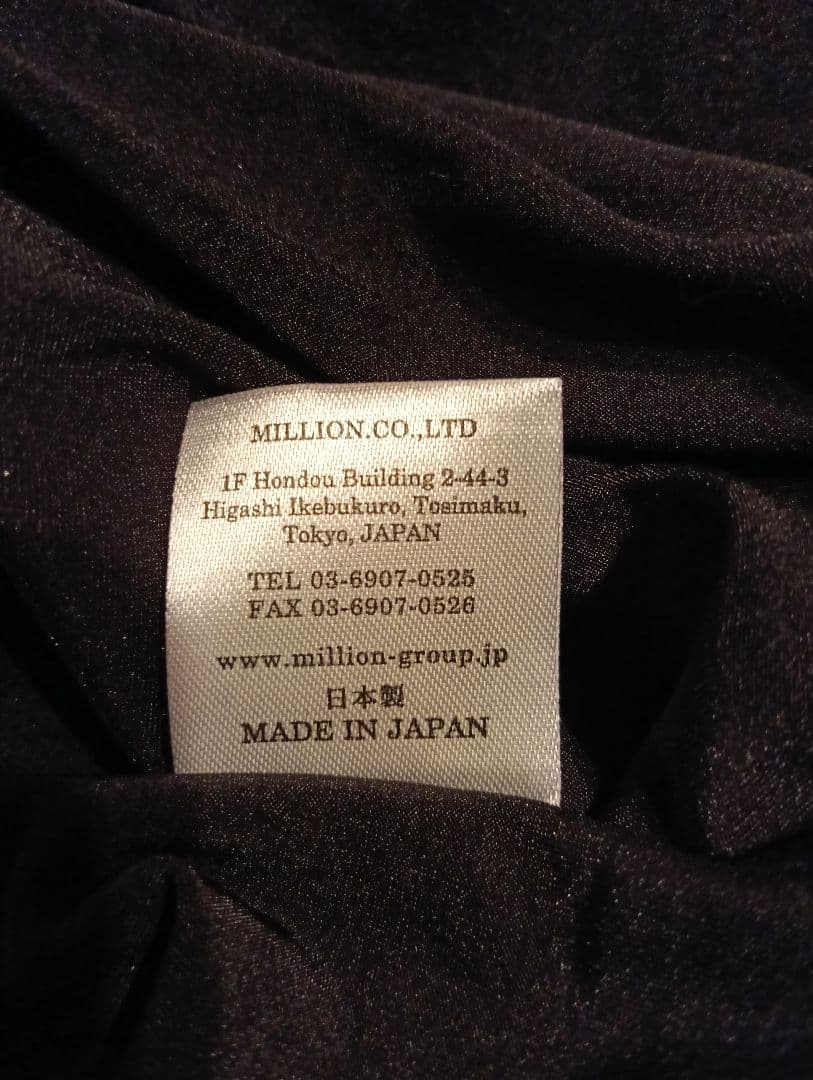 MILLION.CO.,LTD
1F Hondou Building 2-44-3
Higashi Ikebukuro, Tosimaku,
Tokyo, JAPAN
TEL 03-6907-0525
FAX 03-6907-0526
www.million-group.jp
日本製
MADE IN JAPAN